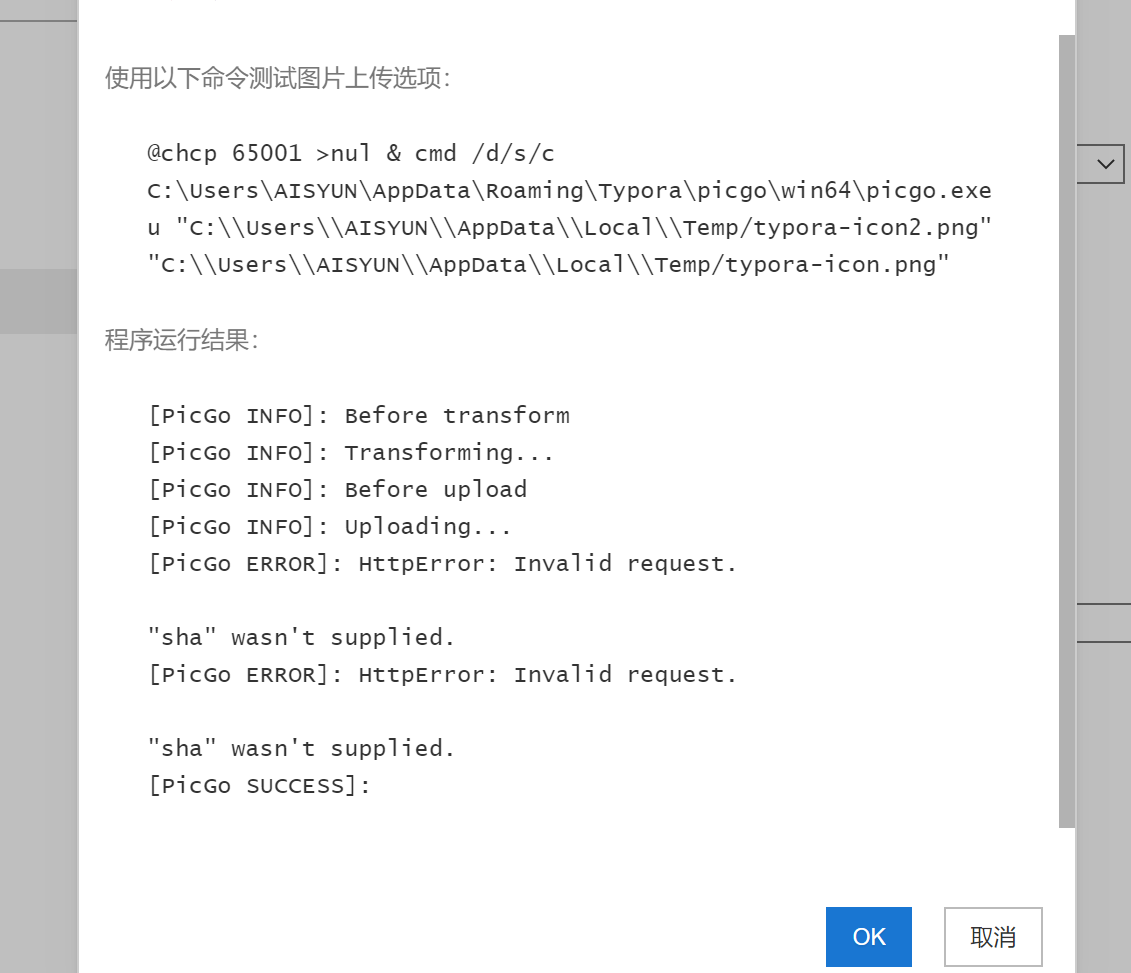 使用以下命令测试图片上传选项：
@chcp 65001 >nul & cmd /d/s/c
C:\Users\AISYUN\AppData\Roaming\Typora\picgo\win64\picgo.exe
u "C:\\Users\\AISYUN\\AppData\\Local\\Temp/typora-icon2.png"
"C:\\Users\\AISYUN\\AppData\\Local\\Temp/typora-icon.png"
程序运行结果：
[PicGo INFO]: Before transform
[PicGo INFO]: Transforming...
[PicGo INFO]: Before upload
[PicGo INFO]: Uploading...
[PicGo ERROR]: HttpError: Invalid request.
"sha" wasn't supplied.
[PicGo ERROR]: HttpError: Invalid request.
"sha" wasn't supplied.
[PicGo SUCCESS]:
OK 取消